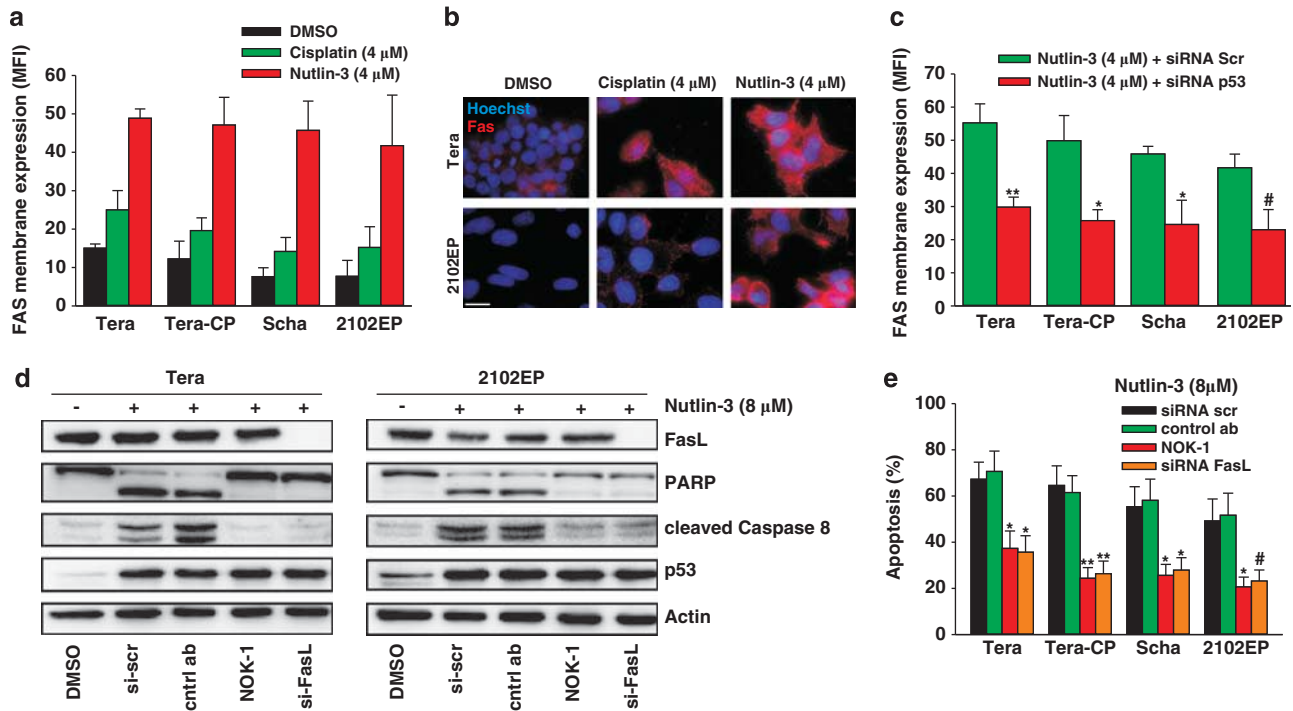 a
DMSO
Cisplatin (4 μM)
Nutlin-3 (4 μM)
FAS membrane expression (MFI)
60
50
40
30
20
10
0
Tera
Tera-CP
Scha
2102EP
b
DMSO
Cisplatin (4 μM)
Nutlin-3 (4 μM)
Hoechst
Fas
Tera
2102EP
c
Nutlin-3 (4 μM) + siRNA Scr
Nutlin-3 (4 μM) + siRNA p53
FAS membrane expression (MFI)
70
60
50
40
30
20
10
0
**
*
*
#
Tera
Tera-CP
Scha
2102EP
d
Tera
2102EP
- + + + +
- + + + +
Nutlin-3 (8 μM)
FasL
PARP
cleaved Caspase 8
p53
Actin
DMSO
si-scr
cntrl ab
NOK-1
si-FasL
DMSO
si-scr
cntrl ab
NOK-1
si-FasL
e
Nutlin-3 (8μM)
siRNA scr
control ab
NOK-1
siRNA FasL
Apoptosis (%)
100
80
60
40
20
0
* *
** **
* *
* #
Tera
Tera-CP
Scha
2102EP